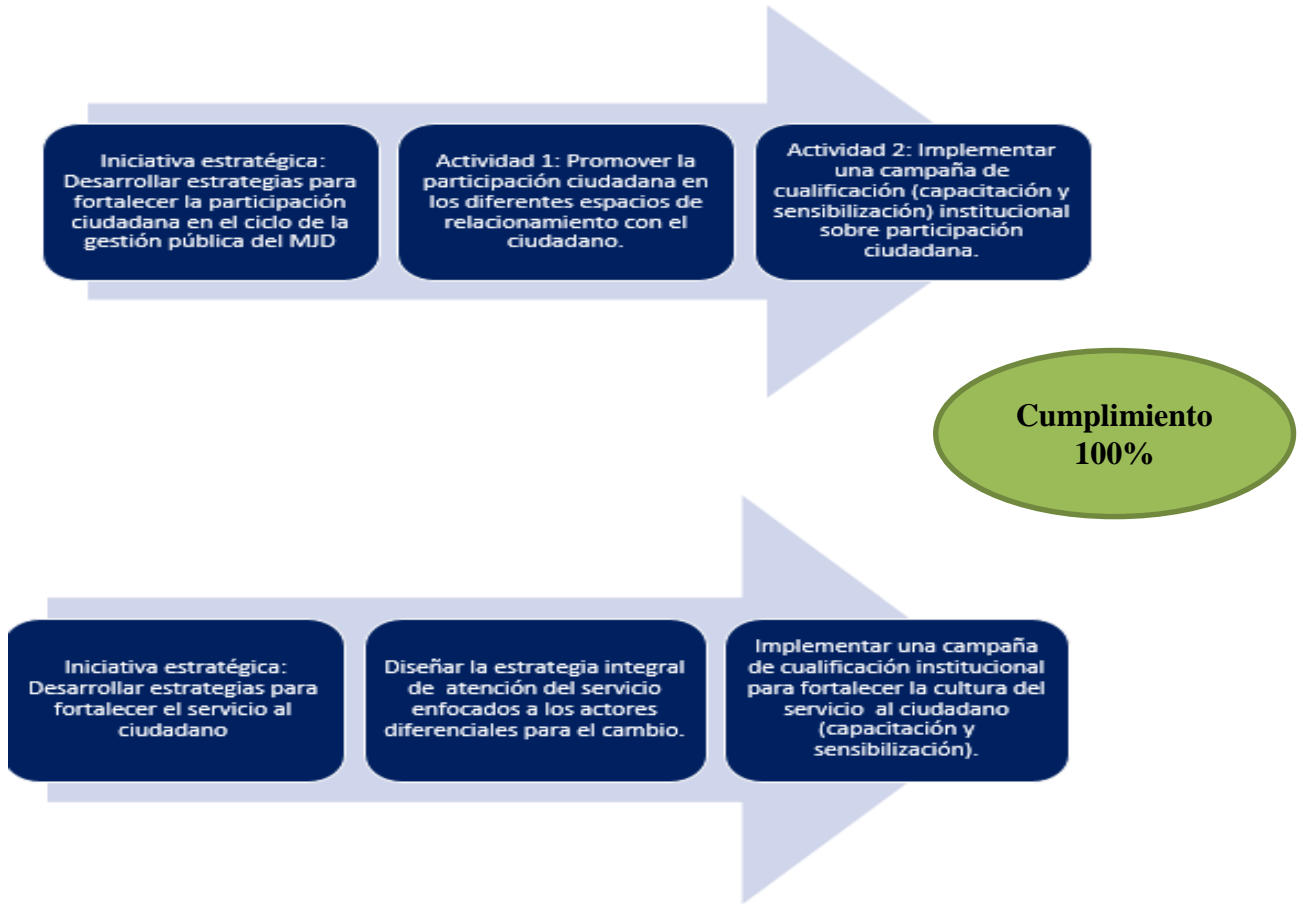 Iniciativa estratégica:
Desarrollar estrategias para
fortalecer la participación
ciudadana en el ciclo de la
gestión pública del MJD
Actividad 1: Promover la
participación ciudadana en
los diferentes espacios de
relacionamiento con el
ciudadano.
Actividad 2: Implementar
una campaña de
cualificación (capacitación y
sensibilización) institucional
sobre participación
ciudadana.
Cumplimiento
100%
Iniciativa estratégica:
Desarrollar estrategias para
fortalecer el servicio al
ciudadano
Diseñar la estrategia integral
de atención del servicio
enfocados a los actores
diferenciales para el cambio.
Implementar una campaña
de cualificación institucional
para fortalecer la cultura del
servicio al ciudadano
(capacitación y
sensibilización).